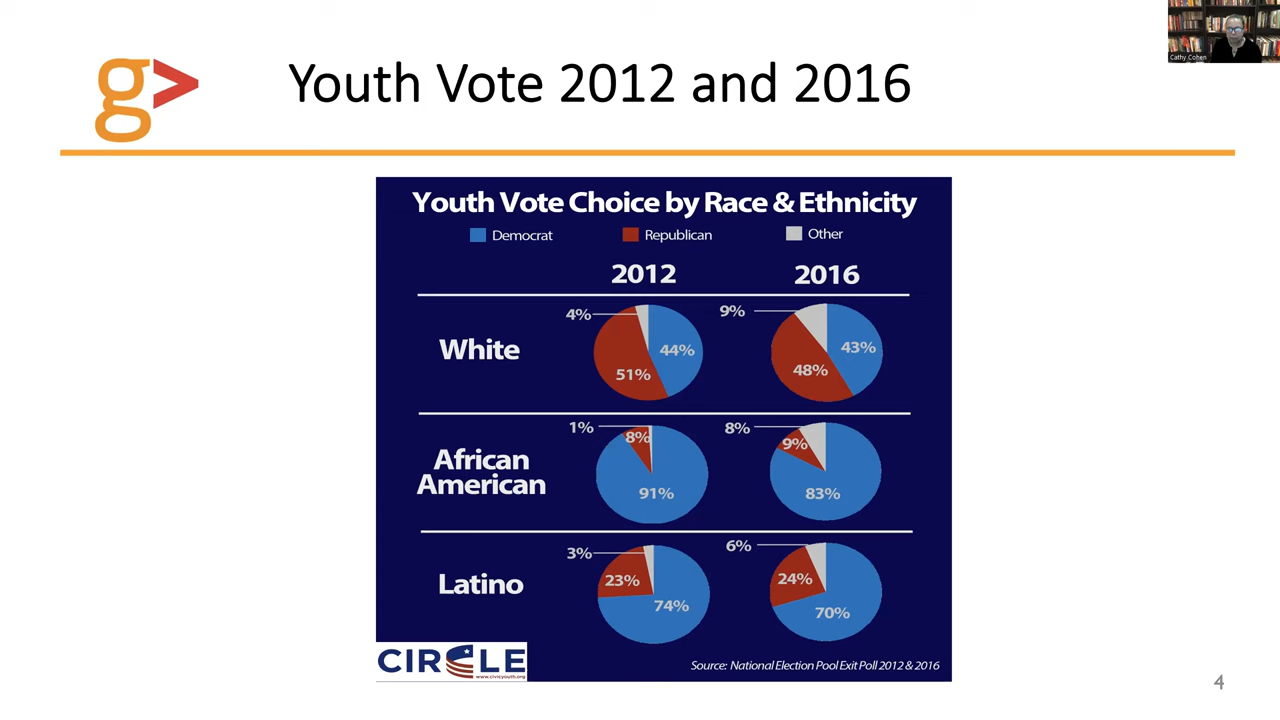 g>
Youth Vote 2012 and 2016
Cathy Cohen
Youth Vote Choice by Race & Ethnicity
Democrat Republican Other
2012 2016
White
4% 44% 51%
9% 43% 48%
African
American
1% 8% 91%
8% 9% 83%
Latino
3% 23% 74%
6% 24% 70%
CIRCLE
www.civicyouth.org
Source: National Election Pool Exit Poll 2012 & 2016
4